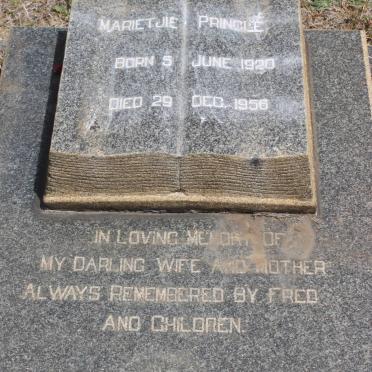 MARIETJIE PRINGLE
BORN 5 JUNE 1920
DIED 29 DEC. 1956
IN LOVING MEMORY OF
MY DARLING WIFE AND MOTHER
ALWAYS REMEMBERED BY FRED
AND CHILDREN.